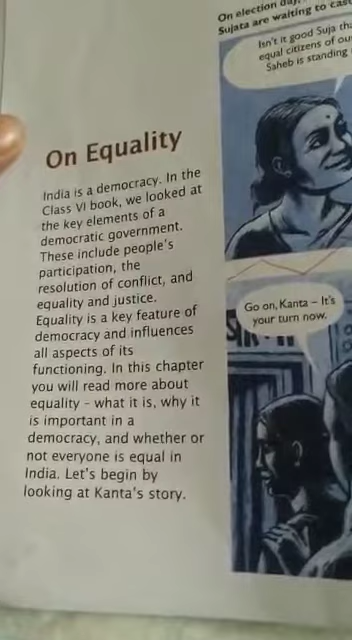 On Equality
India is a democracy. In the
Class VI book, we looked at
the key elements of a
democratic government.
These include people's
participation, the
resolution of conflict, and
equality and justice.
Equality is a key feature of
democracy and influences
all aspects of its
functioning. In this chapter
you will read more about
equality – what it is, why it
is important in a
democracy, and whether or
not everyone is equal in
India. Let's begin by
looking at Kanta's story.
On election day,
Sujata are waiting to cast
Isn't it good Suja
equal citizens of
Saheb is standing
Go on, Kanta – It's
your turn now.